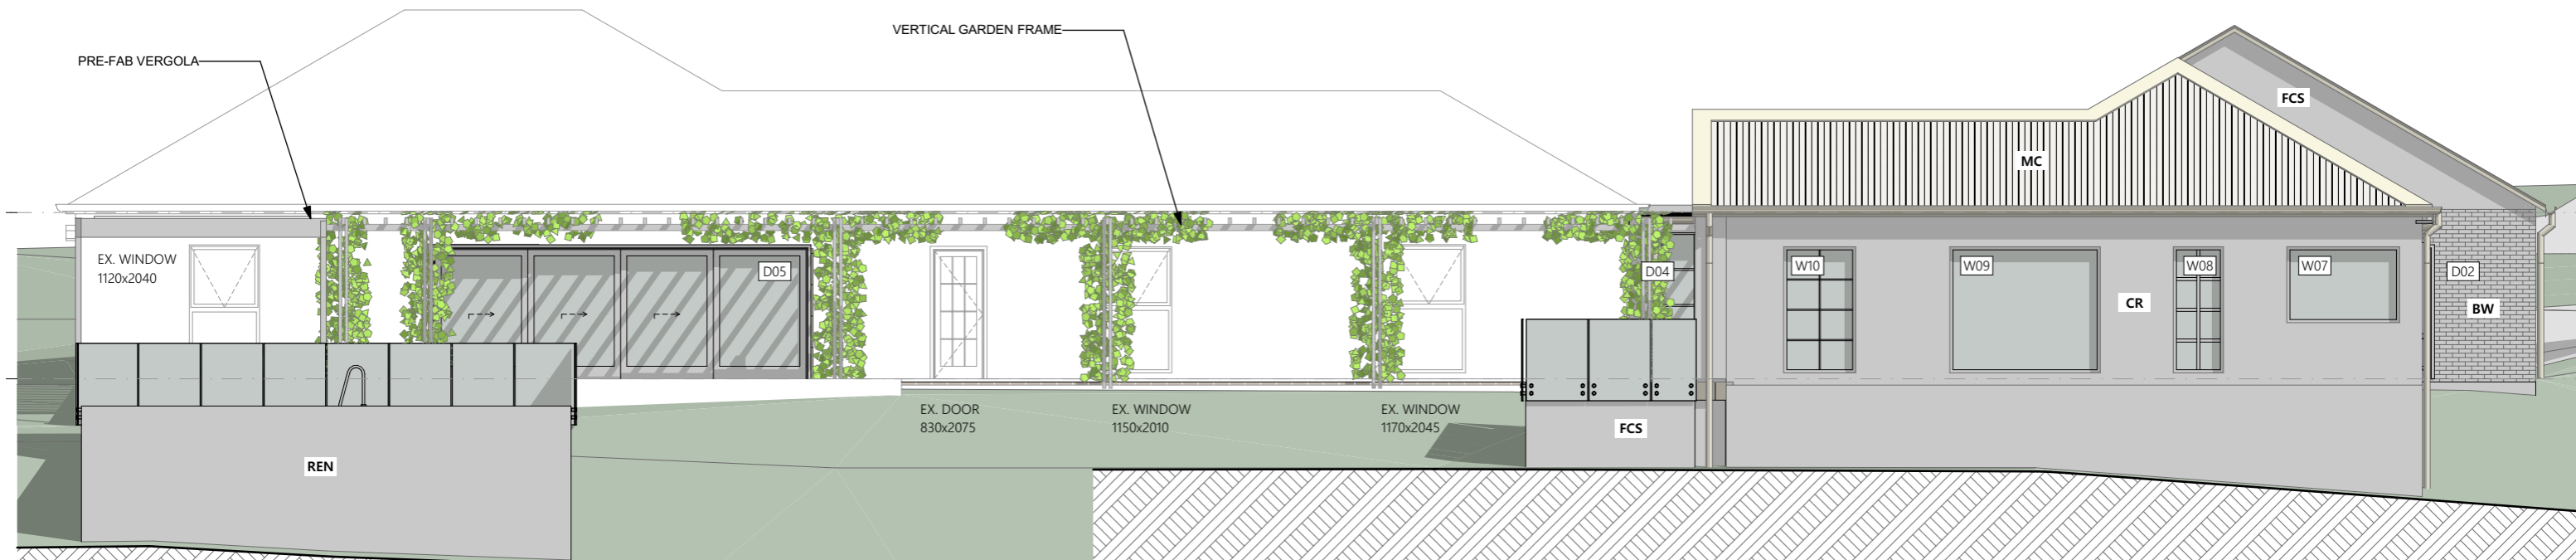 VERTICAL GARDEN FRAME
PRE-FAB VERGOLA
FCS
MC
EX. WINDOW
1120x2040
D05
D04
W10
W09
W08
W07
D02
CR
BW
EX. DOOR
830x2075
EX. WINDOW
1150x2010
EX. WINDOW
1170x2045
FCS
REN